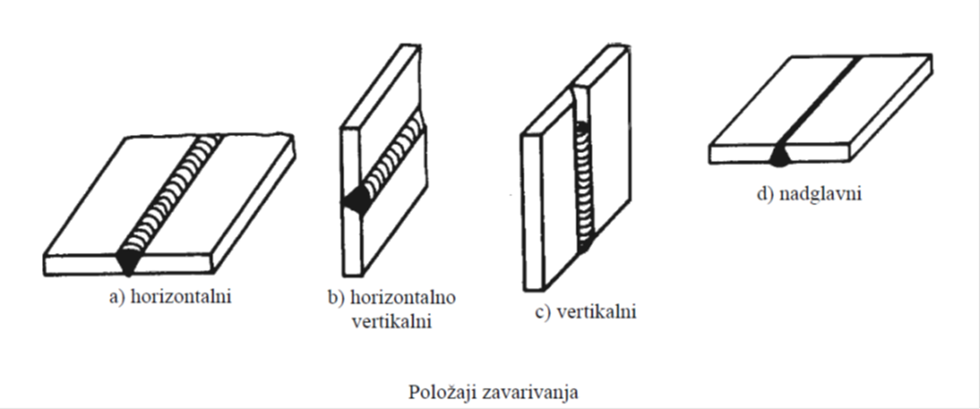 a) horizontalni
b) horizontalno
vertikalni
c) vertikalni
d) nadglavni
Položaji zavarivanja